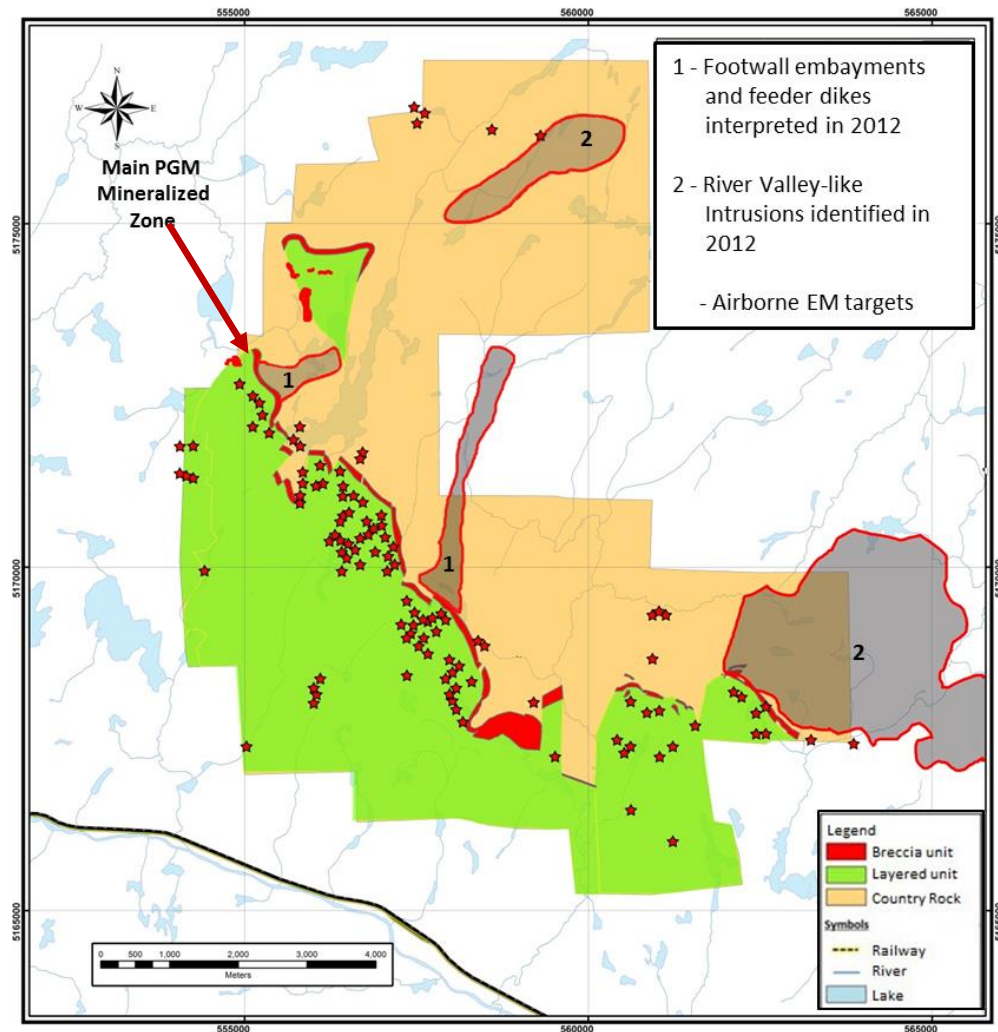 555000
560000
565000
N
W
E
S
Main PGM
Mineralized
Zone
1 - Footwall embayments
and feeder dikes
interpreted in 2012
2 - River Valley-like
Intrusions identified in
2012
- Airborne EM targets
2
1
1
2
5175000
5175000
5170000
5170000
5165000
5165000
Legend
Breccia unit
Layered unit
Country Rock
Symbols
Railway
River
Lake
0 500 1,000 2,000 3,000 4,000
Meters
555000
560000
565000